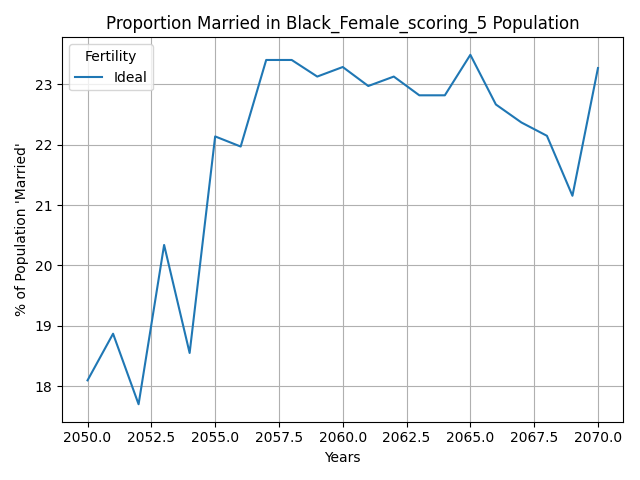 Proportion Married in Black_Female_scoring_5 Population
Fertility
Ideal
% of Population 'Married'
23
22
21
20
19
18
2050.0 2052.5 2055.0 2057.5 2060.0 2062.5 2065.0 2067.5 2070.0
Years